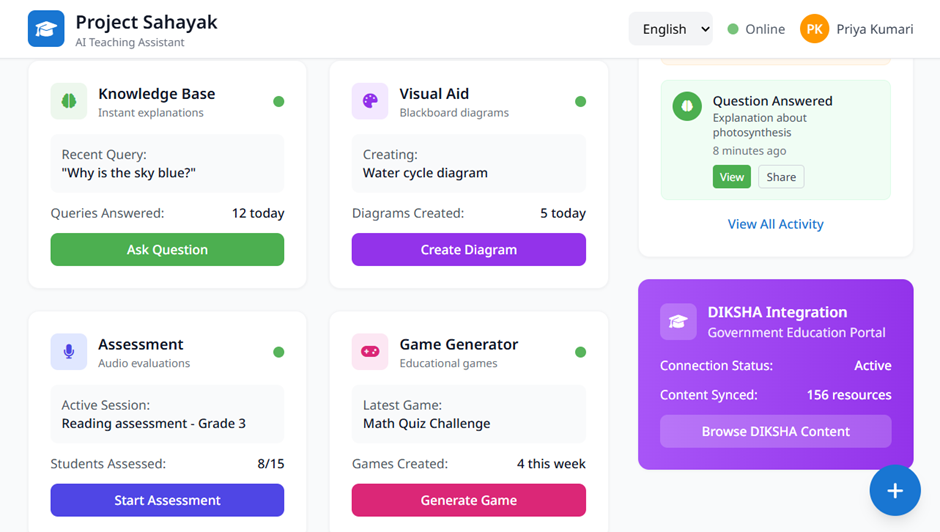 Project Sahayak
AI Teaching Assistant
English
Online
PK
Priya Kumari
Knowledge Base
Instant explanations
Recent Query:
"Why is the sky blue?"
Queries Answered: 12 today
Ask Question
Visual Aid
Blackboard diagrams
Creating:
Water cycle diagram
Diagrams Created: 5 today
Create Diagram
Question Answered
Explanation about
photosynthesis
8 minutes ago
View
Share
View All Activity
Assessment
Audio evaluations
Active Session:
Reading assessment - Grade 3
Students Assessed: 8/15
Start Assessment
Game Generator
Educational games
Latest Game:
Math Quiz Challenge
Games Created: 4 this week
Generate Game
DIKSHA Integration
Government Education Portal
Connection Status: Active
Content Synced: 156 resources
Browse DIKSHA Content
+